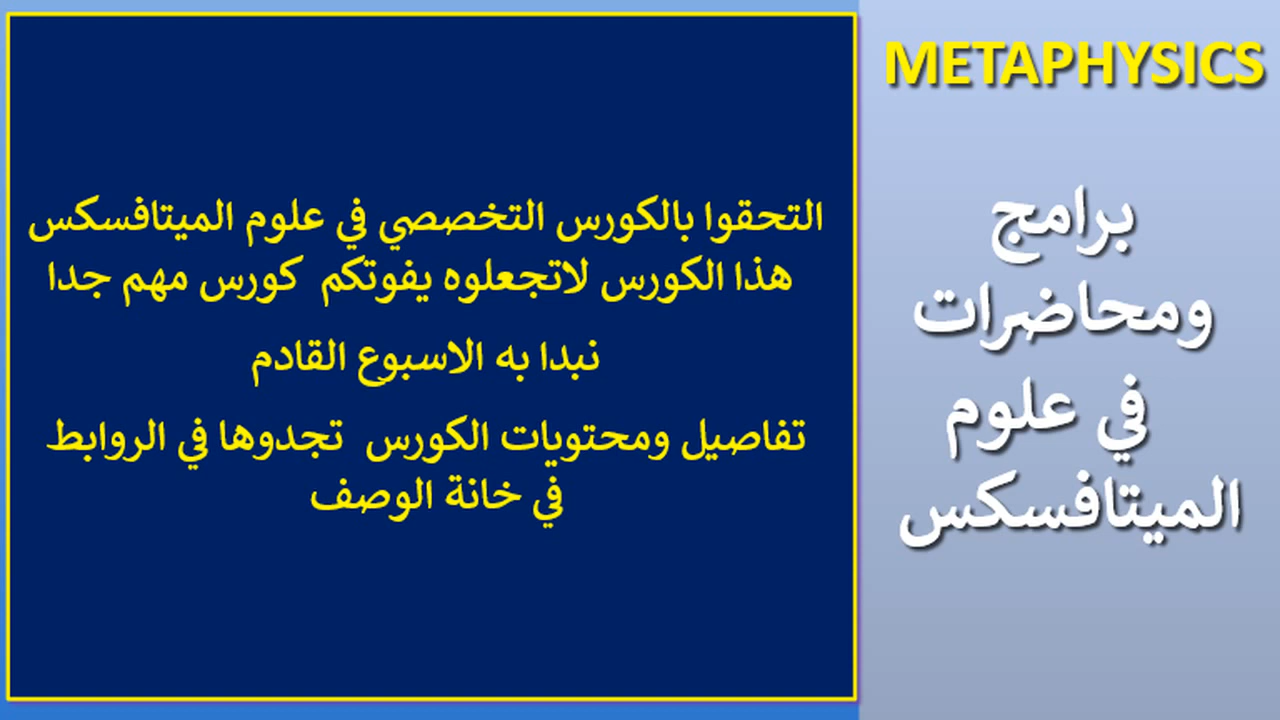 METAPHYSICS
برامج
ومحاضرات
في علوم
الميتافسكس
التحقوا بالكورس التخصصي في علوم الميتافسكس
هذا الكورس لاتجعلوه يفوتكم كورس مهم جدا
نبدا به الاسبوع القادم
تفاصيل ومحتويات الكورس تجدوها في الروابط
في خانة الوصف